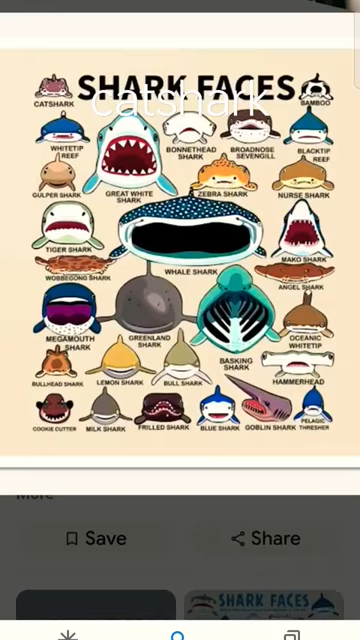 SHARK FACES
catshark
CATSHARK
BAMBOO
WHITETIP
REEF
BONNETHEAD
SHARK
BROADNOSE
SEVENGILL
BLACKTIP
REEF
GULPER SHARK
GREAT WHITE
SHARK
ZEBRA SHARK
NURSE SHARK
TIGER SHARK
WHALE SHARK
MAKO SHARK
WOBBEGONG SHARK
ANGEL SHARK
MEGAMOUTH
SHARK
GREENLAND
SHARK
BASKING
SHARK
OCEANIC
WHITETIP
BULLHEAD SHARK
LEMON SHARK
BULL SHARK
HAMMERHEAD
COOKIE CUTTER
MILK SHARK
FRILLED SHARK
BLUE SHARK
GOBLIN SHARK
PELAGIC
THRESHER
More
Save
Share
SHARK FACES